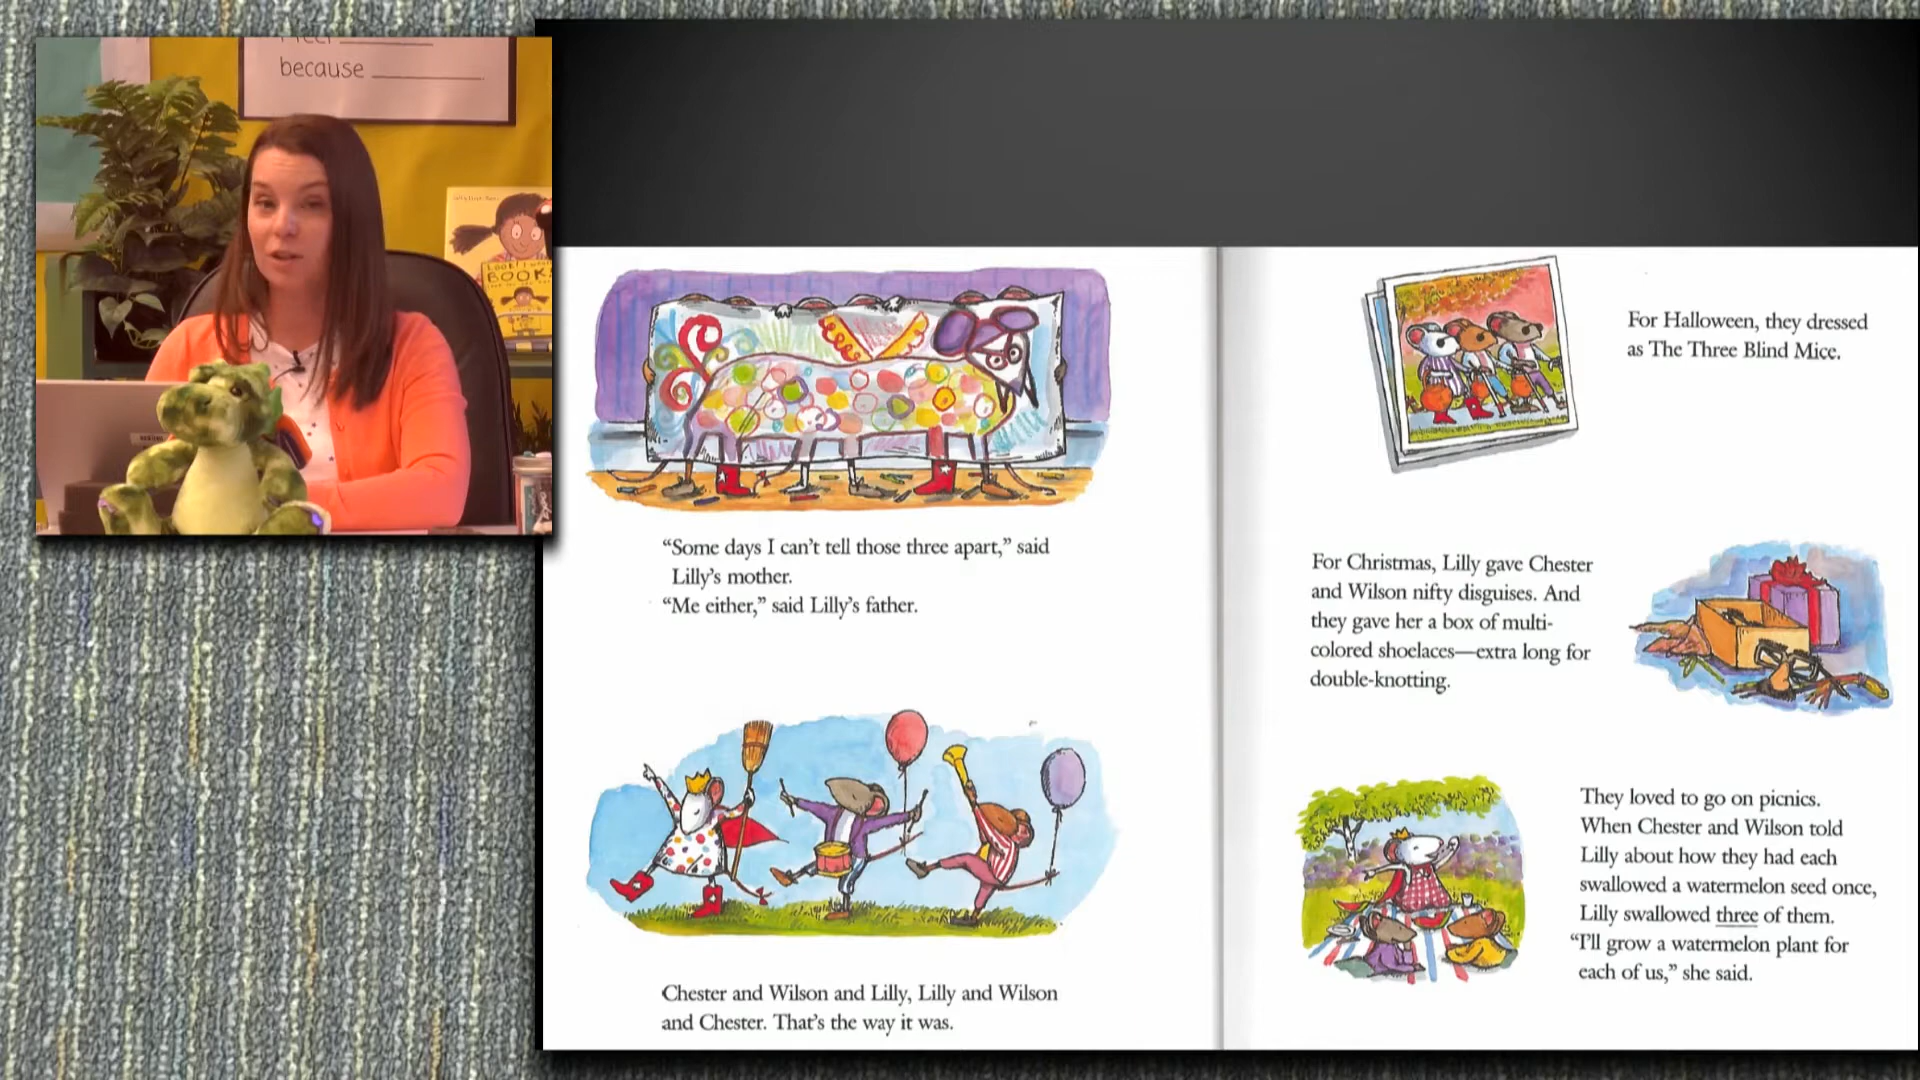 because
LOOK! I
BOOK
“Some days I can’t tell those three apart,” said
Lilly’s mother.
“Me either,” said Lilly’s father.
Chester and Wilson and Lilly, Lilly and Wilson
and Chester. That’s the way it was.
For Halloween, they dressed
as The Three Blind Mice.
For Christmas, Lilly gave Chester
and Wilson nifty disguises. And
they gave her a box of multi-
colored shoelaces—extra long for
double-knotting.
They loved to go on picnics.
When Chester and Wilson told
Lilly about how they had each
swallowed a watermelon seed once,
Lilly swallowed three of them.
“I’ll grow a watermelon plant for
each of us,” she said.